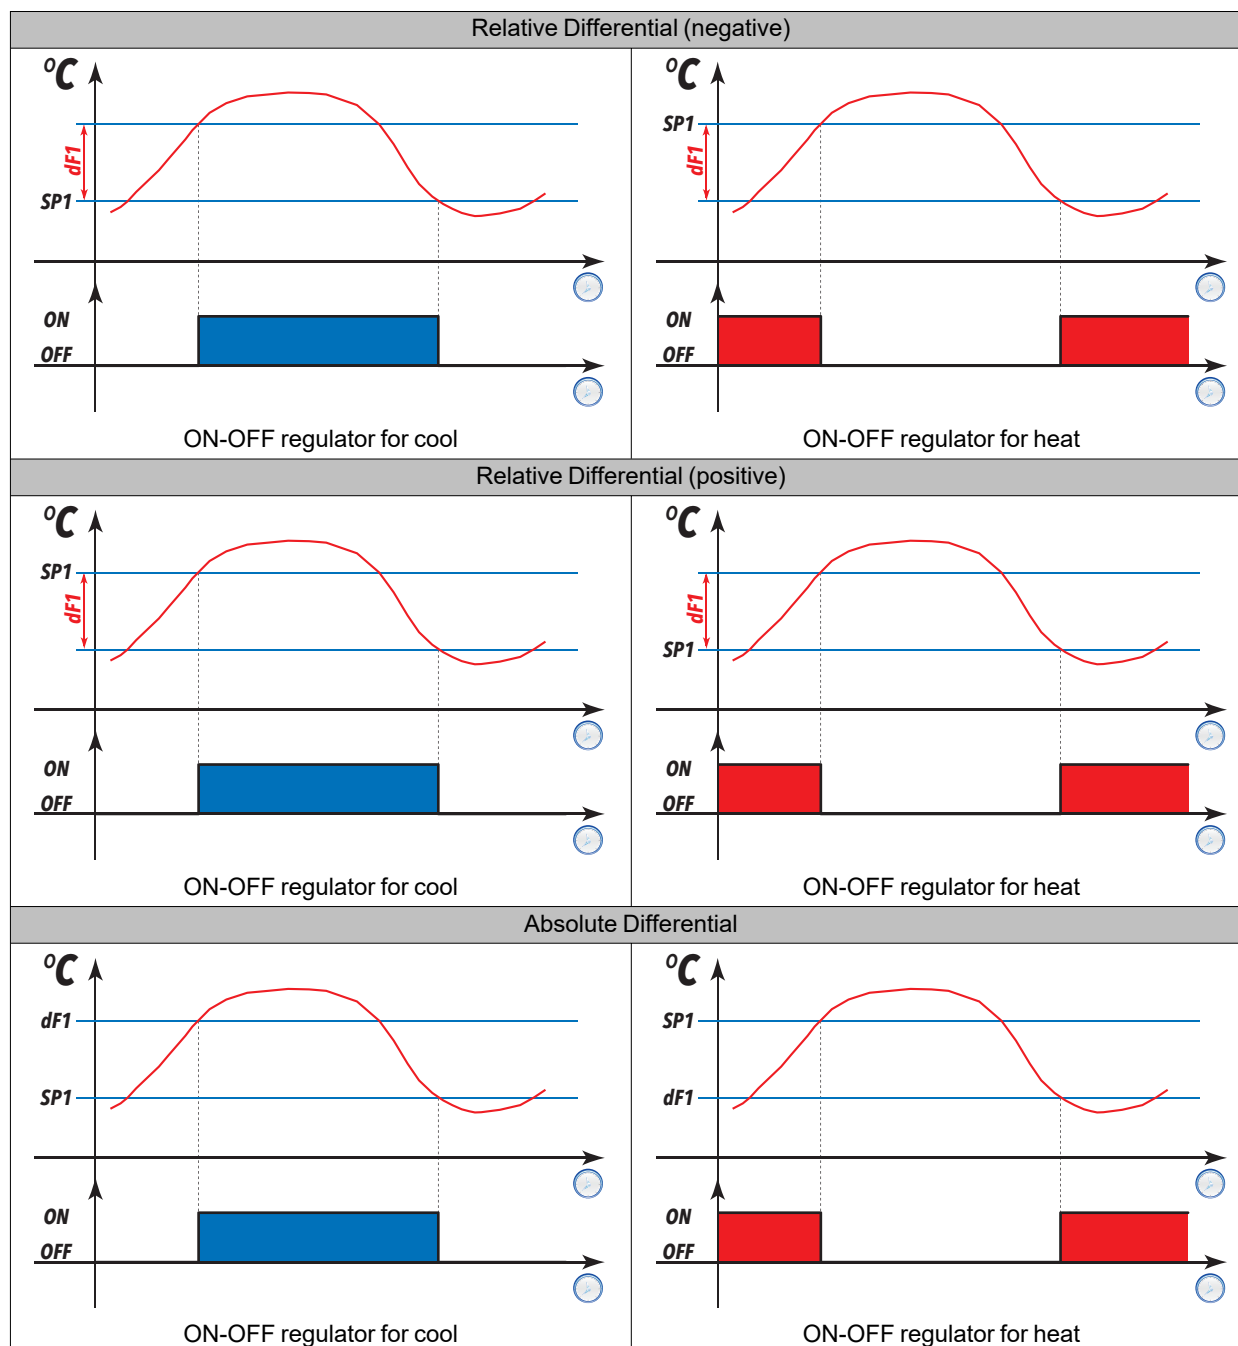 Relative Differential (negative)
°C
dF1
SP1
ON
OFF
ON-OFF regulator for cool
°C
SP1
dF1
ON
OFF
ON-OFF regulator for heat
Relative Differential (positive)
°C
SP1
dF1
ON
OFF
ON-OFF regulator for cool
°C
dF1
SP1
ON
OFF
ON-OFF regulator for heat
Absolute Differential
°C
dF1
SP1
ON
OFF
ON-OFF regulator for cool
°C
SP1
dF1
ON
OFF
ON-OFF regulator for heat